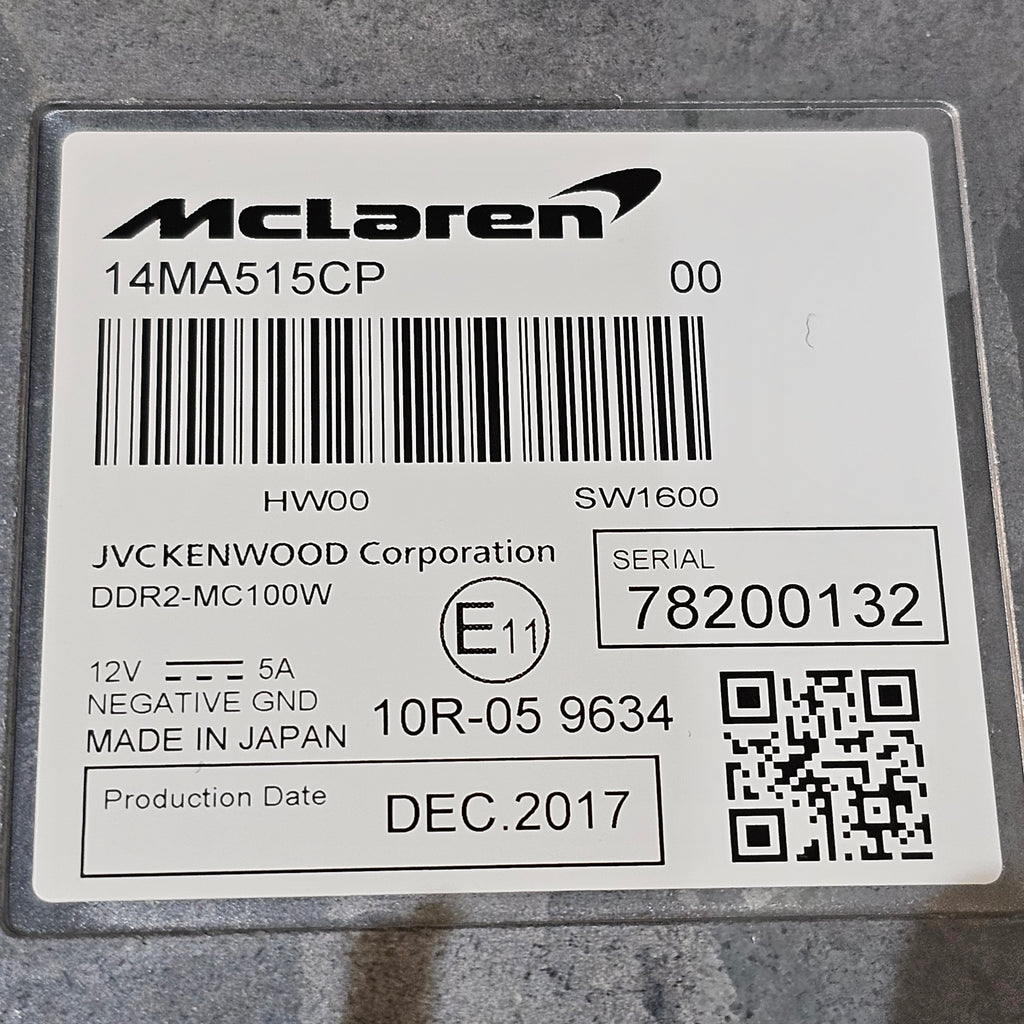 McLaren
14MA515CP 00
HW00 SW1600
JVCKENWOOD Corporation
DDR2-MC100W
E11
SERIAL
78200132
12V 5A
NEGATIVE GND
MADE IN JAPAN
10R-05 9634
Production Date DEC.2017